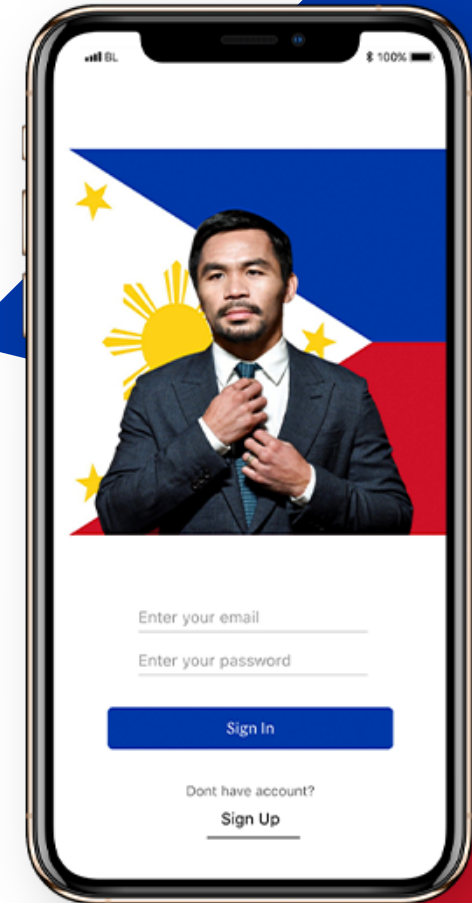 BL
100%
Enter your email
Enter your password
Sign In
Dont have account?
Sign Up